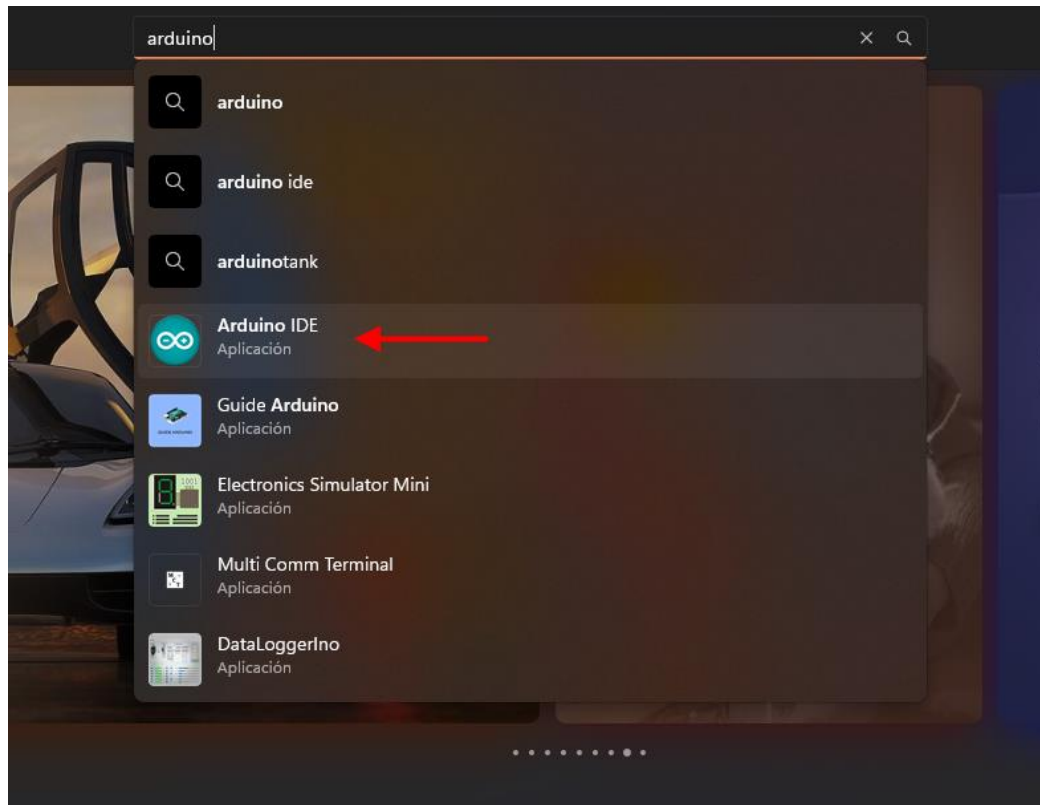 arduino
arduino
arduino ide
arduinotank
Arduino IDE
Aplicación
Guide Arduino
Aplicación
Electronics Simulator Mini
Aplicación
Multi Comm Terminal
Aplicación
DataLoggerIno
Aplicación